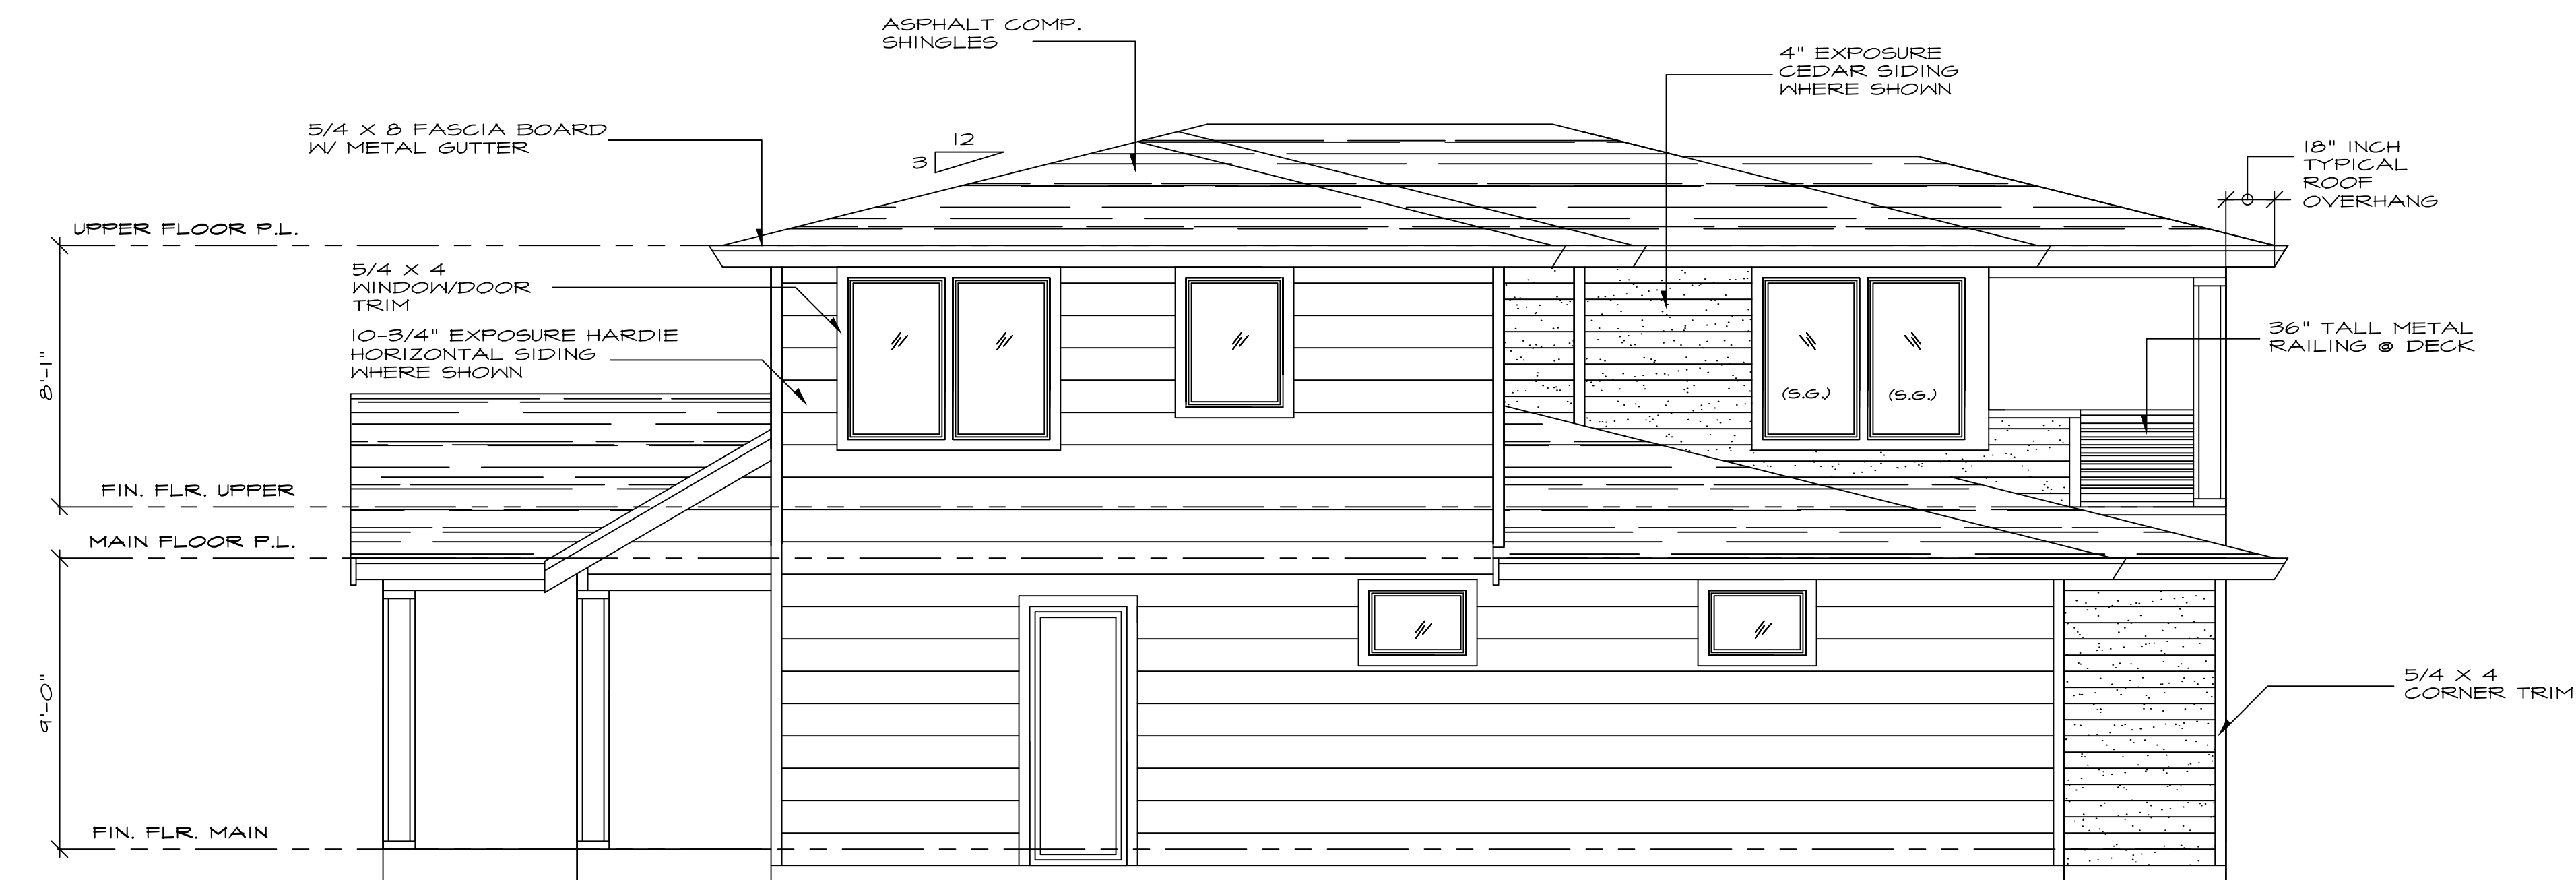 ASPHALT COMP.
SHINGLES
4" EXPOSURE
CEDAR SIDING
WHERE SHOWN
5/4 X 8 FASCIA BOARD
W/ METAL GUTTER
12
3
18" INCH
TYPICAL
ROOF
OVERHANG
UPPER FLOOR P.L.
5/4 X 4
WINDOW/DOOR
TRIM
10-3/4" EXPOSURE HARDIE
HORIZONTAL SIDING
WHERE SHOWN
36" TALL METAL
RAILING @ DECK
8'-1"
(S.G.)
(S.G.)
FIN. FLR. UPPER
MAIN FLOOR P.L.
9'-0"
5/4 X 4
CORNER TRIM
FIN. FLR. MAIN